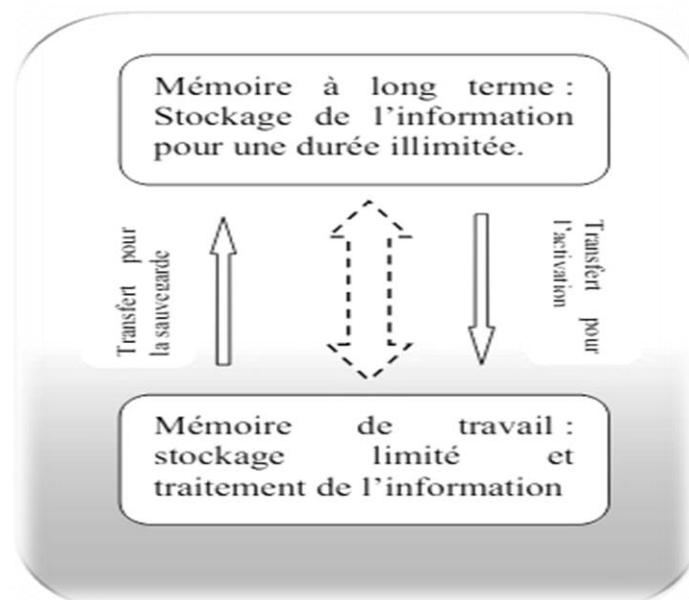 Mémoire à long terme :
Stockage de l’information
pour une durée illimitée.
Transfert pour
la sauvegarde
Transfert pour
l’activation
Mémoire de travail :
stockage limité et
traitement de l’information